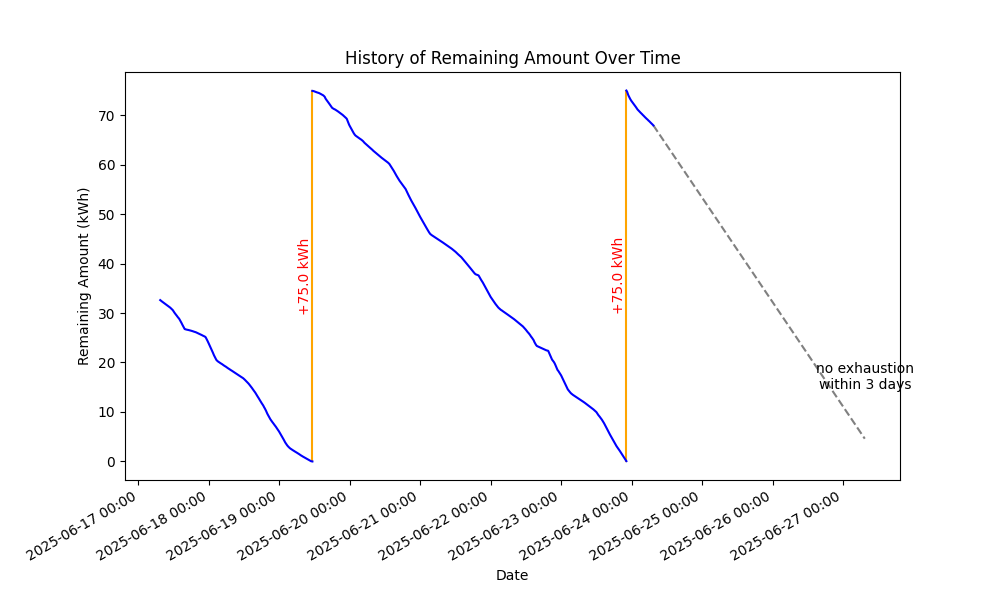 History of Remaining Amount Over Time
Remaining Amount (kWh)
70
60
50
40
30
20
10
0
+75.0 kWh
+75.0 kWh
no exhaustion
within 3 days
2025-06-17 00:00
2025-06-18 00:00
2025-06-19 00:00
2025-06-20 00:00
2025-06-21 00:00
2025-06-22 00:00
2025-06-23 00:00
2025-06-24 00:00
2025-06-25 00:00
2025-06-26 00:00
2025-06-27 00:00
Date